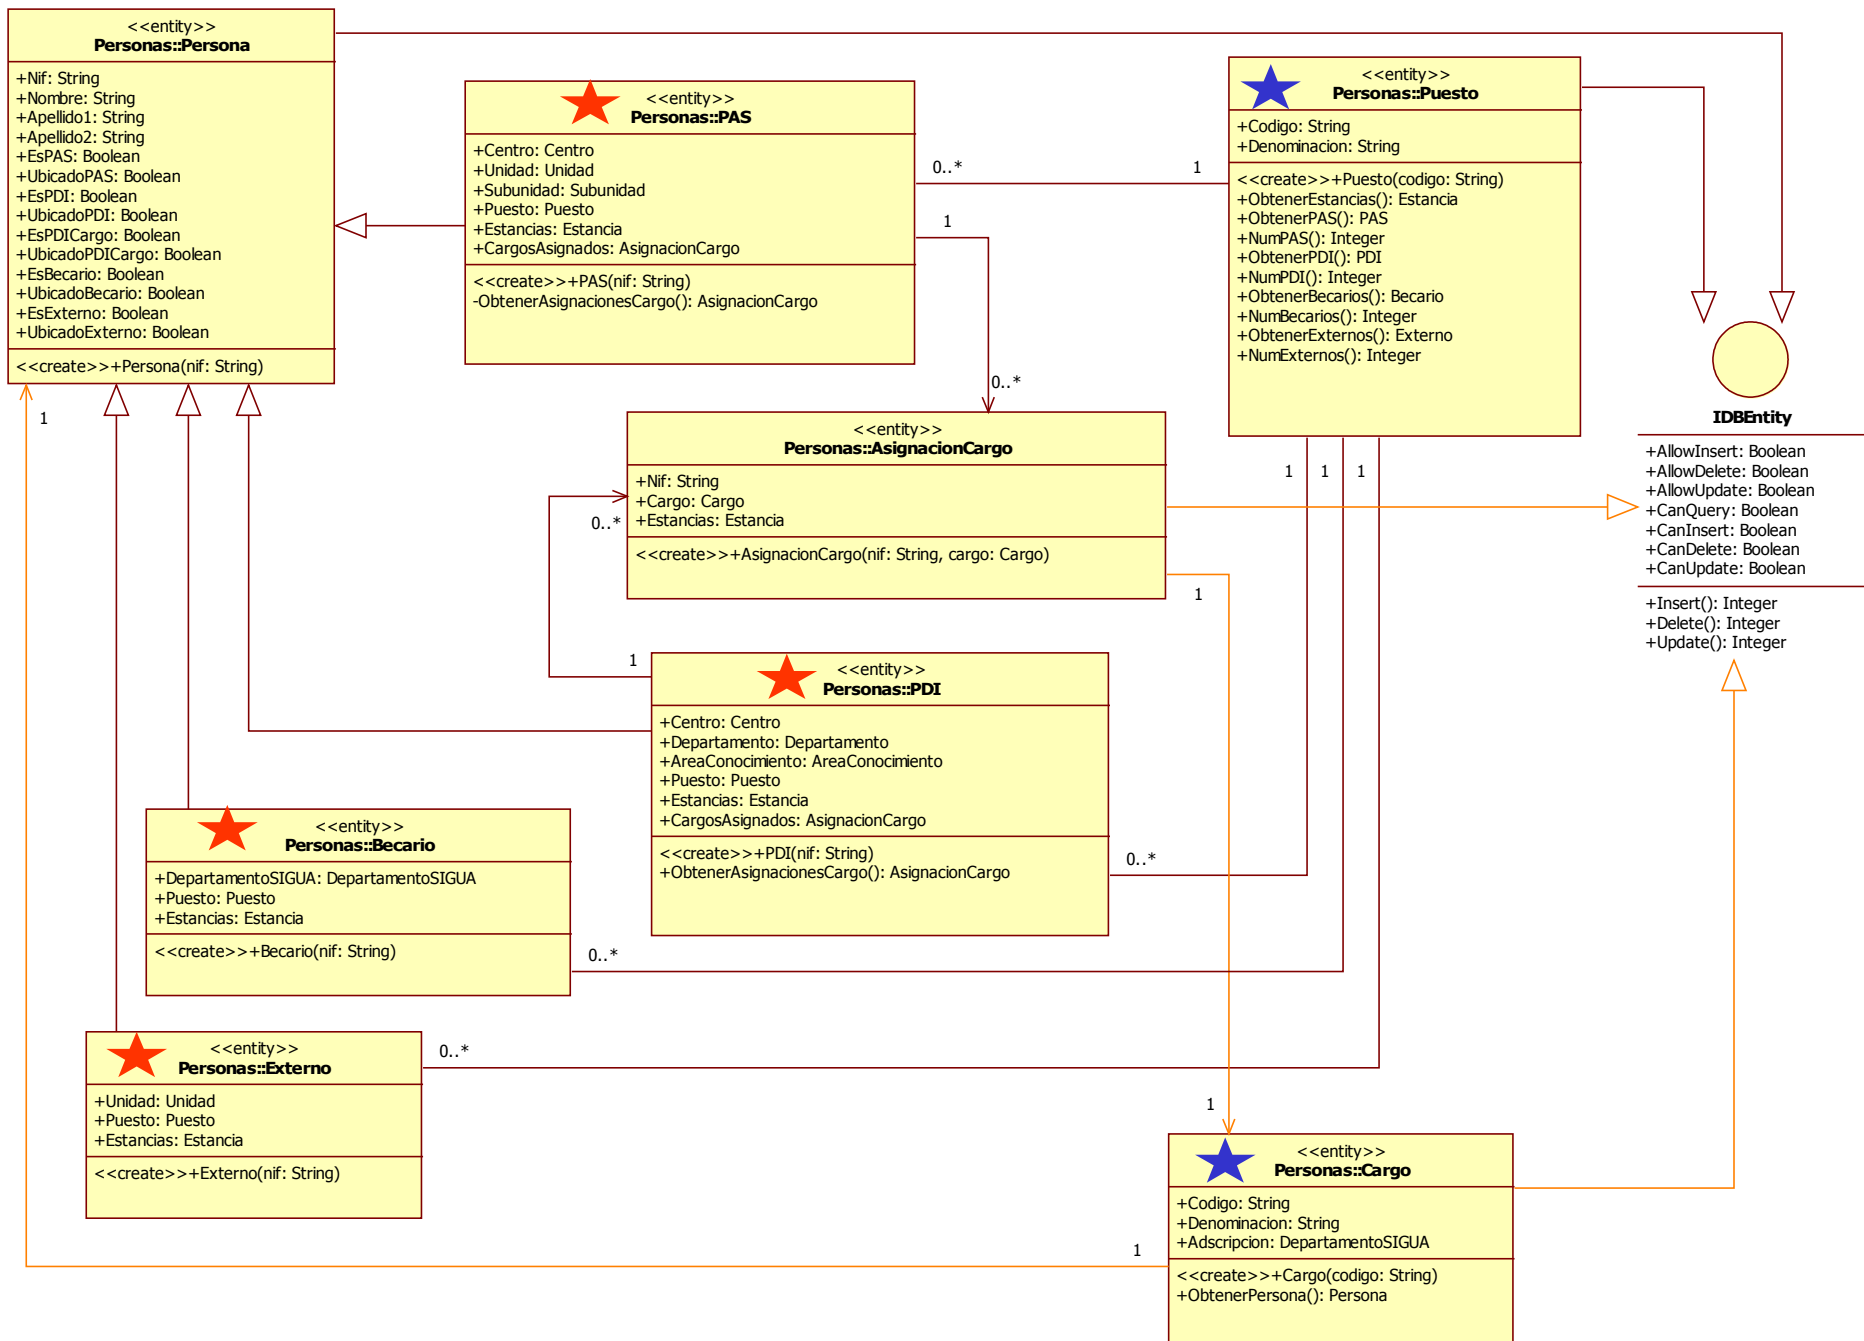 <<entity>>
Personas::Persona
+Nif: String
+Nombre: String
+Apellido1: String
+Apellido2: String
+EsPAS: Boolean
+UbicadoPAS: Boolean
+EsPDI: Boolean
+UbicadoPDI: Boolean
+EsPDICargo: Boolean
+UbicadoPDICargo: Boolean
+EsBecario: Boolean
+UbicadoBecario: Boolean
+EsExterno: Boolean
+UbicadoExterno: Boolean
<<create>>+Persona(nif: String)
1
<<entity>>
Personas::PAS
+Centro: Centro
+Unidad: Unidad
+Subunidad: Subunidad
+Puesto: Puesto
+Estancias: Estancia
+CargosAsignados: AsignacionCargo
<<create>>+PAS(nif: String)
-ObtenerAsignacionesCargo(): AsignacionCargo
0..*
1
1
0..*
<<entity>>
Personas::Puesto
+Codigo: String
+Denominacion: String
<<create>>+Puesto(codigo: String)
+ObtenerEstancias(): Estancia
+ObtenerPAS(): PAS
+NumPAS(): Integer
+ObtenerPDI(): PDI
+NumPDI(): Integer
+ObtenerBecarios(): Becario
+NumBecarios(): Integer
+ObtenerExternos(): Externo
+NumExternos(): Integer
1
1
1
IDBEntity
+AllowInsert: Boolean
+AllowDelete: Boolean
+AllowUpdate: Boolean
+CanQuery: Boolean
+CanInsert: Boolean
+CanDelete: Boolean
+CanUpdate: Boolean
+Insert(): Integer
+Delete(): Integer
+Update(): Integer
<<entity>>
Personas::AsignacionCargo
+Nif: String
+Cargo: Cargo
+Estancias: Estancia
<<create>>+AsignacionCargo(nif: String, cargo: Cargo)
0..*
1
1
<<entity>>
Personas::PDI
+Centro: Centro
+Departamento: Departamento
+AreaConocimiento: AreaConocimiento
+Puesto: Puesto
+Estancias: Estancia
+CargosAsignados: AsignacionCargo
<<create>>+PDI(nif: String)
+ObtenerAsignacionesCargo(): AsignacionCargo
0..*
<<entity>>
Personas::Becario
+DepartamentoSIGUA: DepartamentoSIGUA
+Puesto: Puesto
+Estancias: Estancia
<<create>>+Becario(nif: String)
0..*
<<entity>>
Personas::Externo
+Unidad: Unidad
+Puesto: Puesto
+Estancias: Estancia
<<create>>+Externo(nif: String)
0..*
1
<<entity>>
Personas::Cargo
+Codigo: String
+Denominacion: String
+Adscripcion: DepartamentoSIGUA
<<create>>+Cargo(codigo: String)
+ObtenerPersona(): Persona
1